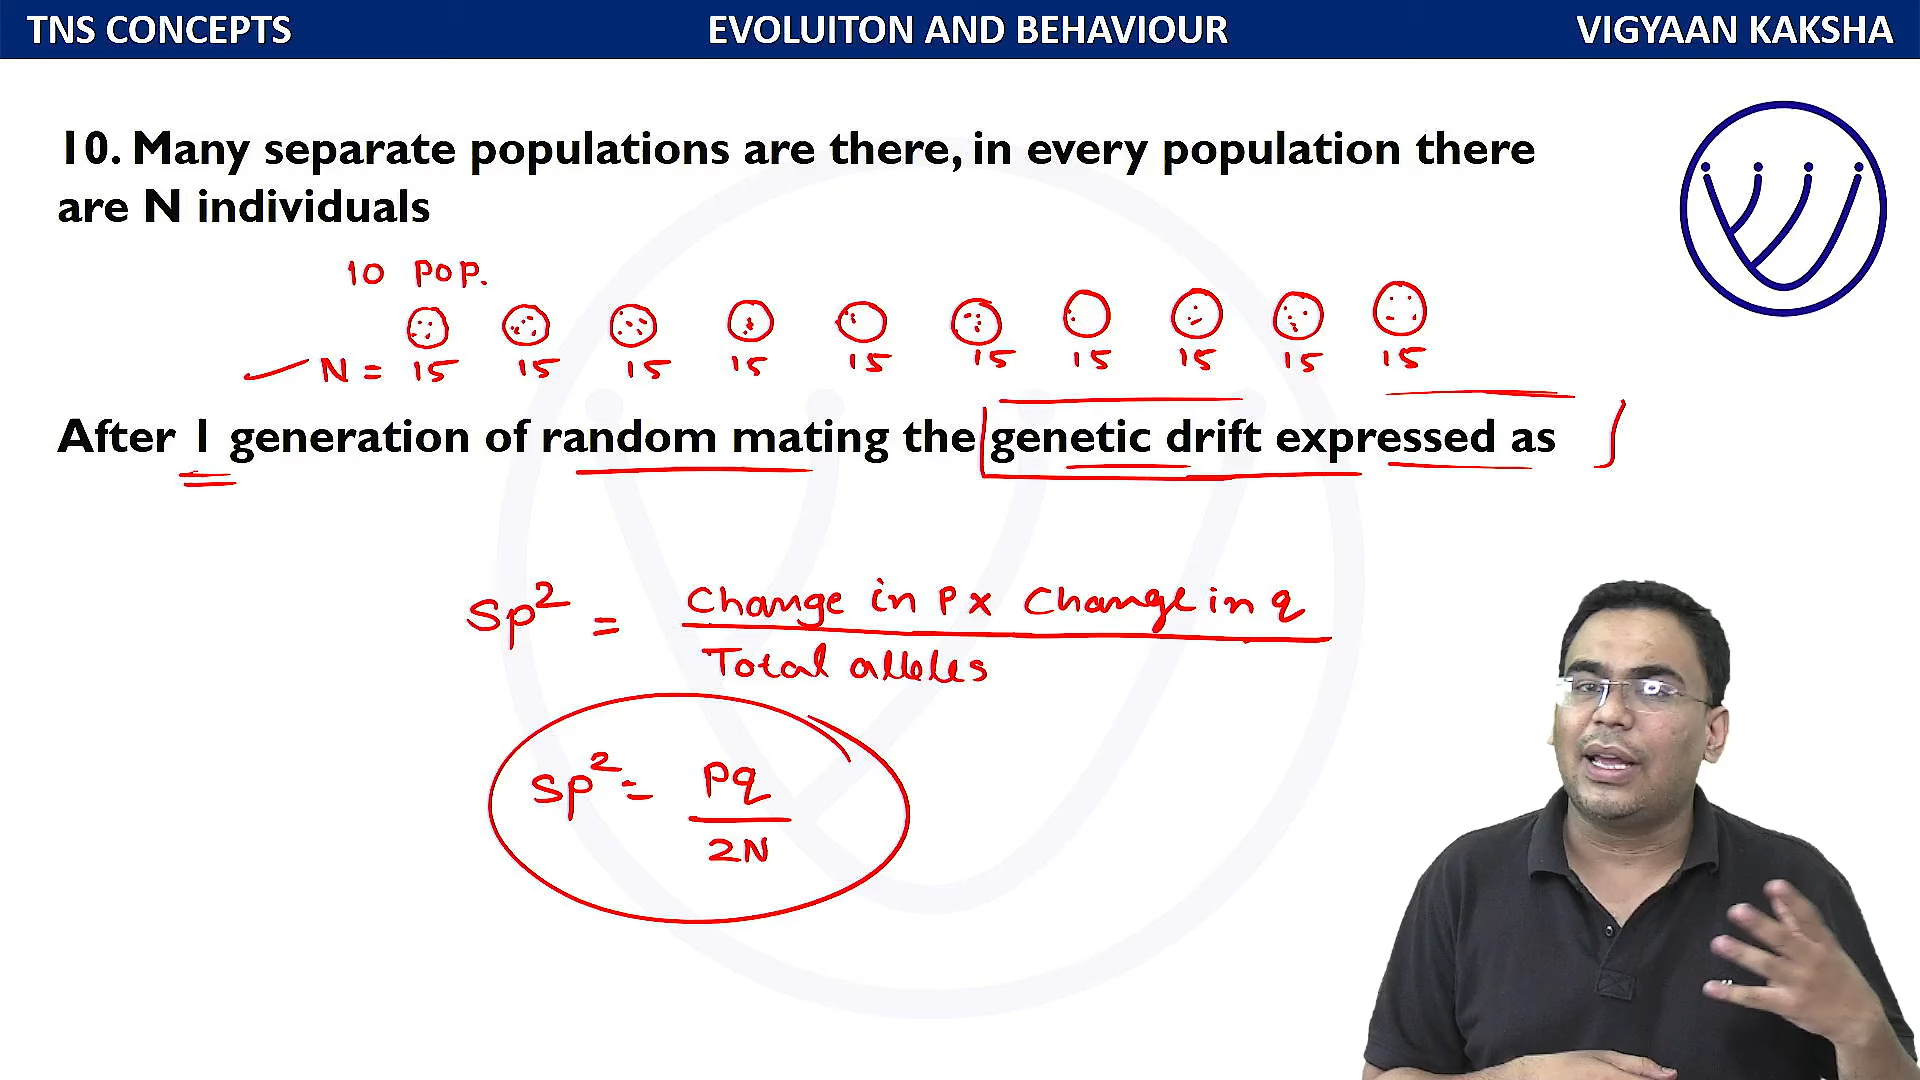 TNS CONCEPTS EVOLUITON AND BEHAVIOUR VIGYAAN KAKSHA
10. Many separate populations are there, in every population there
are N individuals
10 POP.
N = 15 15 15 15 15 15 15 15 15 15
After 1 generation of random mating the genetic drift expressed as
Sp² = Change in P x Change in q
Total alleles
Sp² = Pq
2N